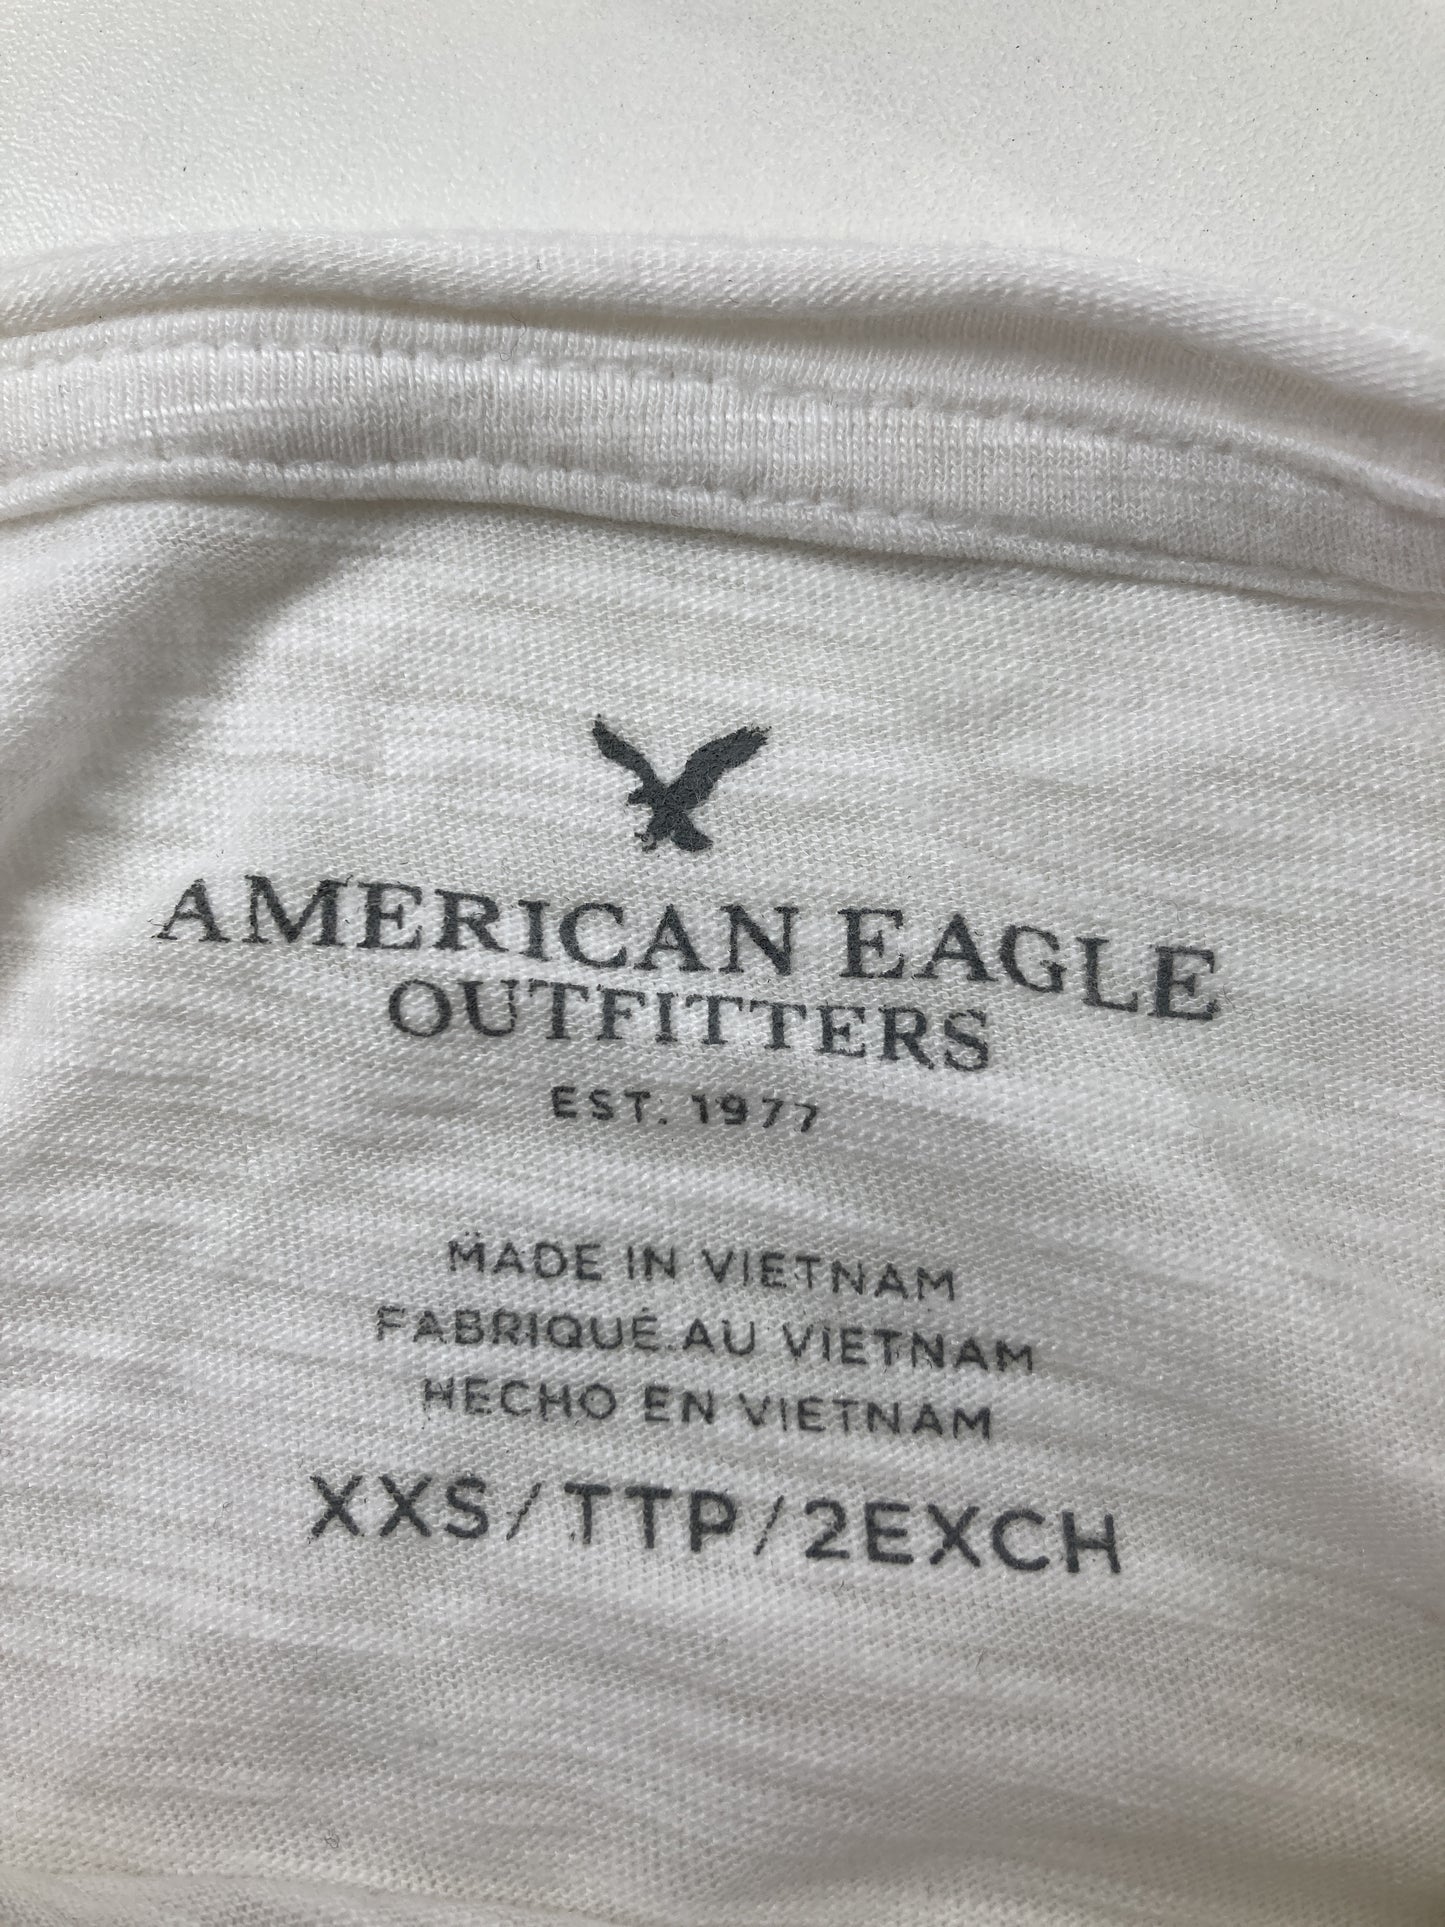 AMERICAN EAGLE
OUTFITTERS
EST. 1977
MADE IN VIETNAM
FABRIQUÉ AU VIETNAM
HECHO EN VIETNAM
XXS/TTP/2EXCH